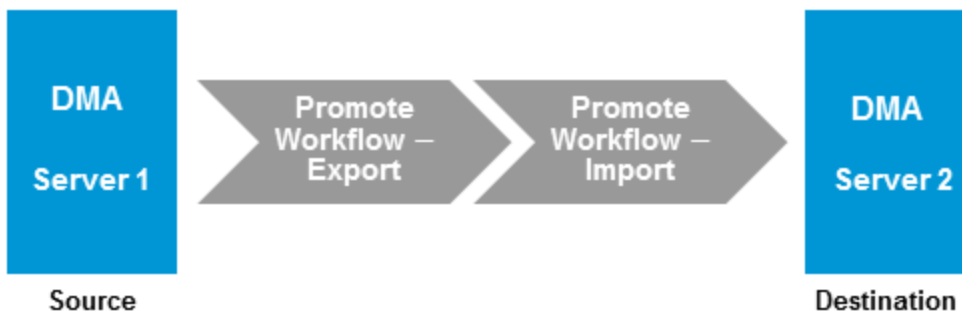 DMA
Server 1
Source
Promote
Workflow –
Export
Promote
Workflow –
Import
DMA
Server 2
Destination